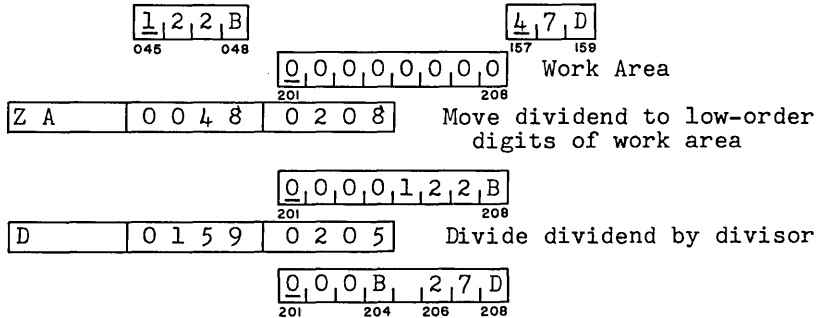 1 2 2 B 4 7 D
045 048 157 159
0 0 0 0 0 0 0 0 Work Area
201 208
Z A 0 0 4 8 0 2 0 8 Move dividend to low-order
digits of work area
0 0 0 0 1 2 2 B
201 208
D 0 1 5 9 0 2 0 5 Divide dividend by divisor
0 0 0 B 2 7 D
201 204 206 208